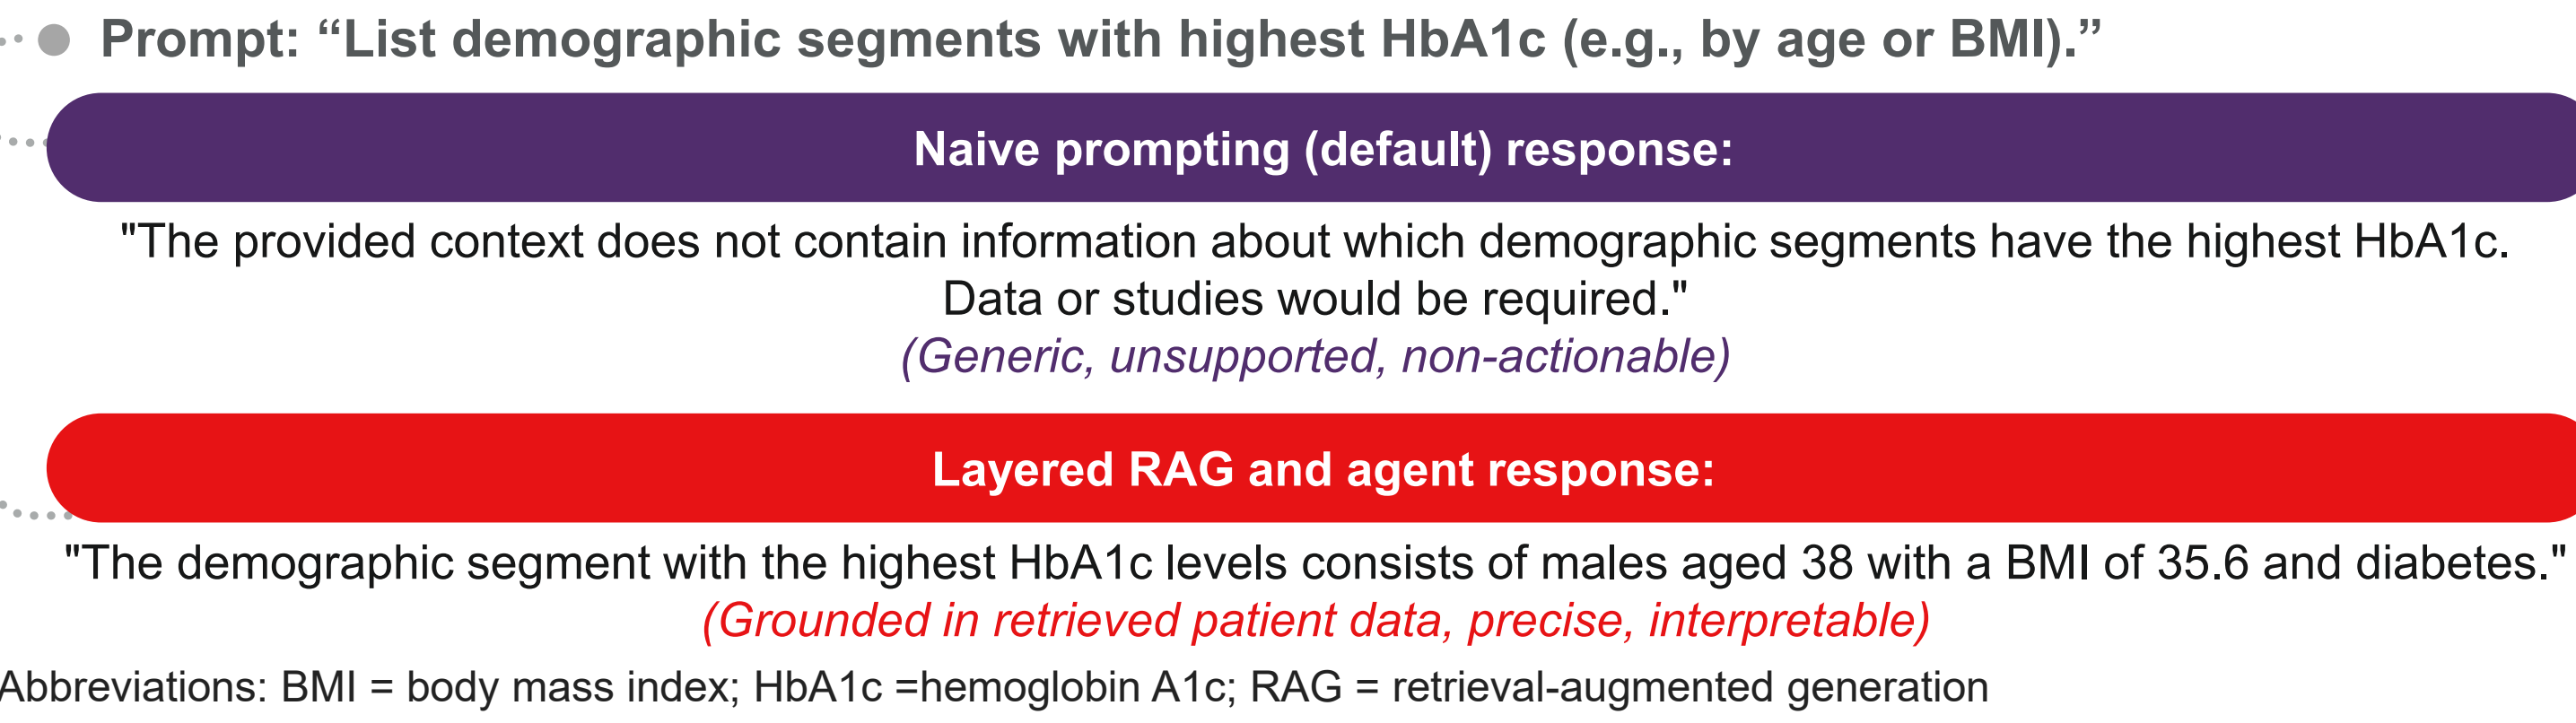 Prompt: “List demographic segments with highest HbA1c (e.g., by age or BMI).”
Naive prompting (default) response:
"The provided context does not contain information about which demographic segments have the highest HbA1c.
Data or studies would be required."
(Generic, unsupported, non-actionable)
Layered RAG and agent response:
"The demographic segment with the highest HbA1c levels consists of males aged 38 with a BMI of 35.6 and diabetes."
(Grounded in retrieved patient data, precise, interpretable)
Abbreviations: BMI = body mass index; HbA1c =hemoglobin A1c; RAG = retrieval-augmented generation